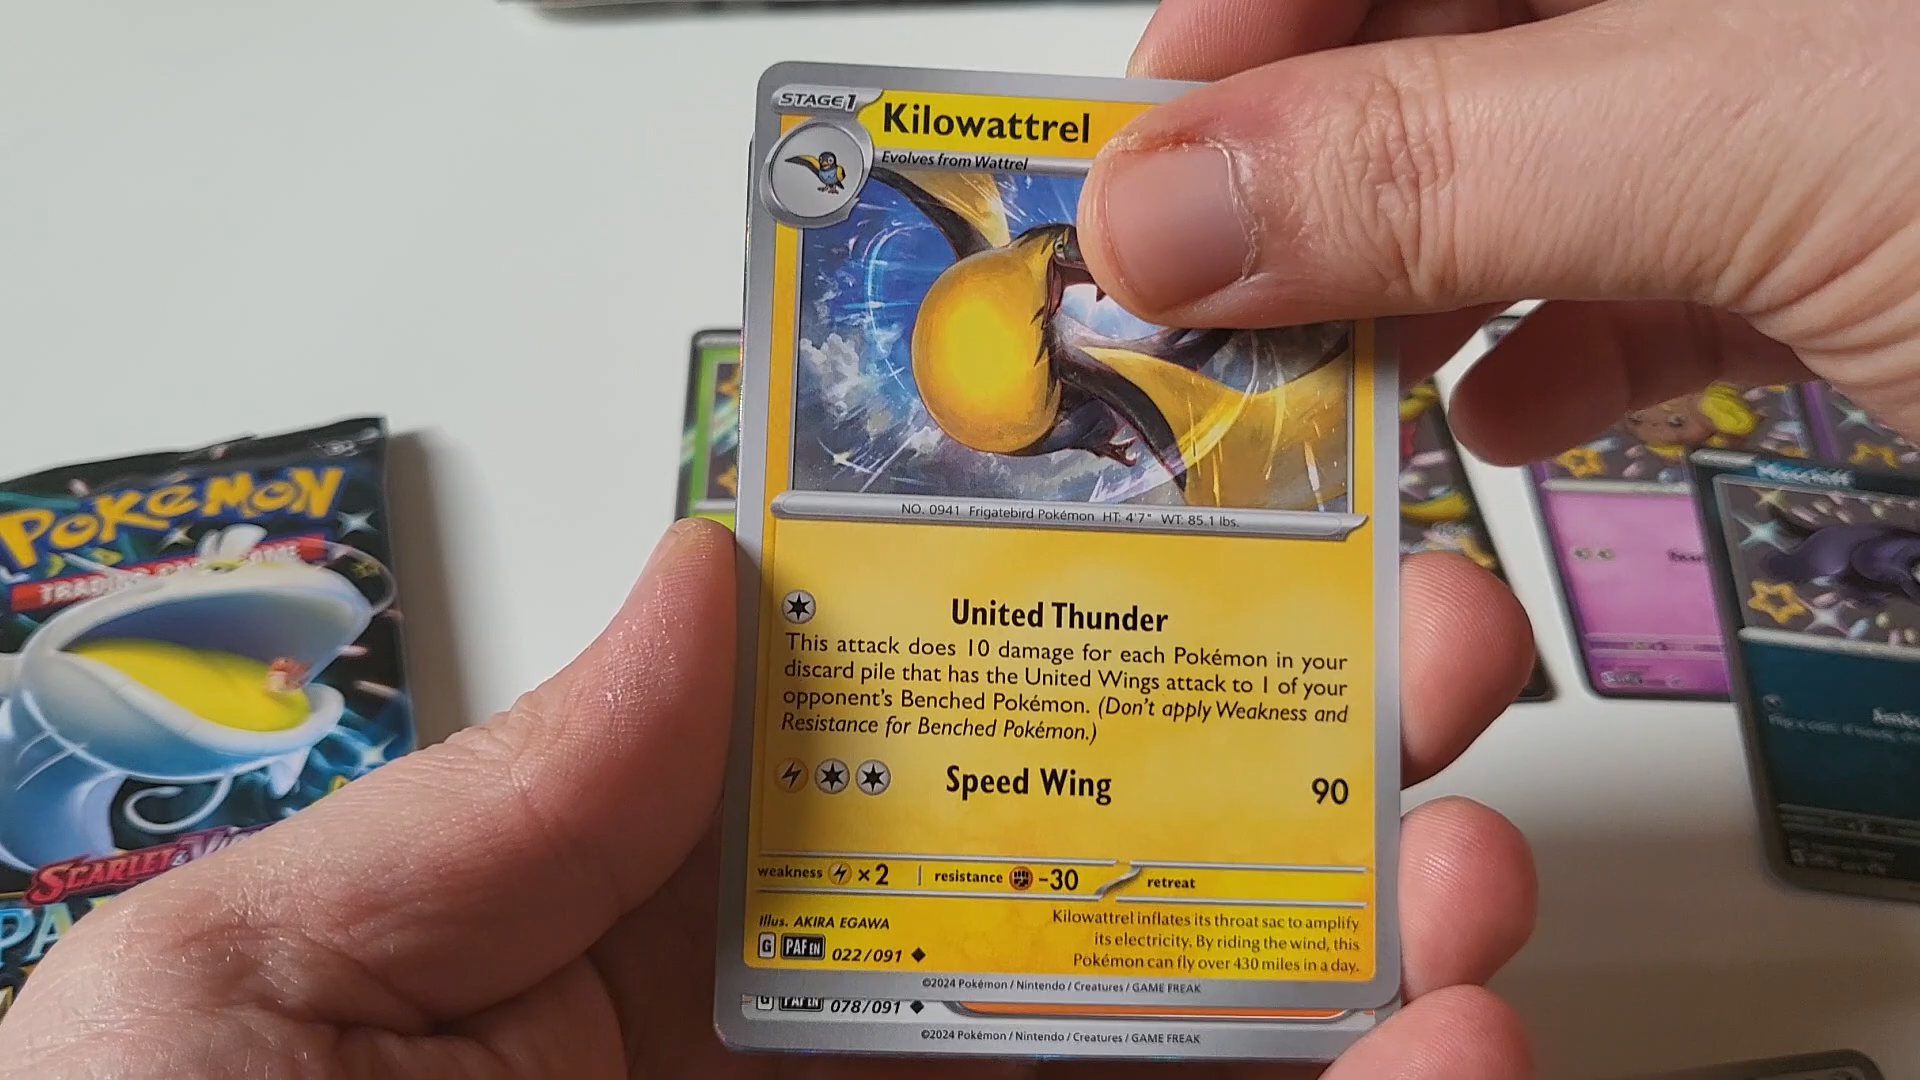 STAGE1
Kilowattrel
Evolves from Wattrel
NO. 0941 Frigatebird Pokémon HT: 4'7" WT: 85.1 lbs.
United Thunder
This attack does 10 damage for each Pokémon in your
discard pile that has the United Wings attack to 1 of your
opponent's Benched Pokémon. (Don't apply Weakness and
Resistance for Benched Pokémon.)
Speed Wing 90
weakness ×2 resistance -30 retreat
Illus. AKIRA EGAWA
Kilowattrel inflates its throat sac to amplify
its electricity. By riding the wind, this
Pokémon can fly over 430 miles in a day.
G PAF EN 022/091
©2024 Pokémon / Nintendo / Creatures / GAME FREAK
G PAF EN 078/091
©2024 Pokémon / Nintendo / Creatures / GAME FREAK
POKÉMON
SCARLET &